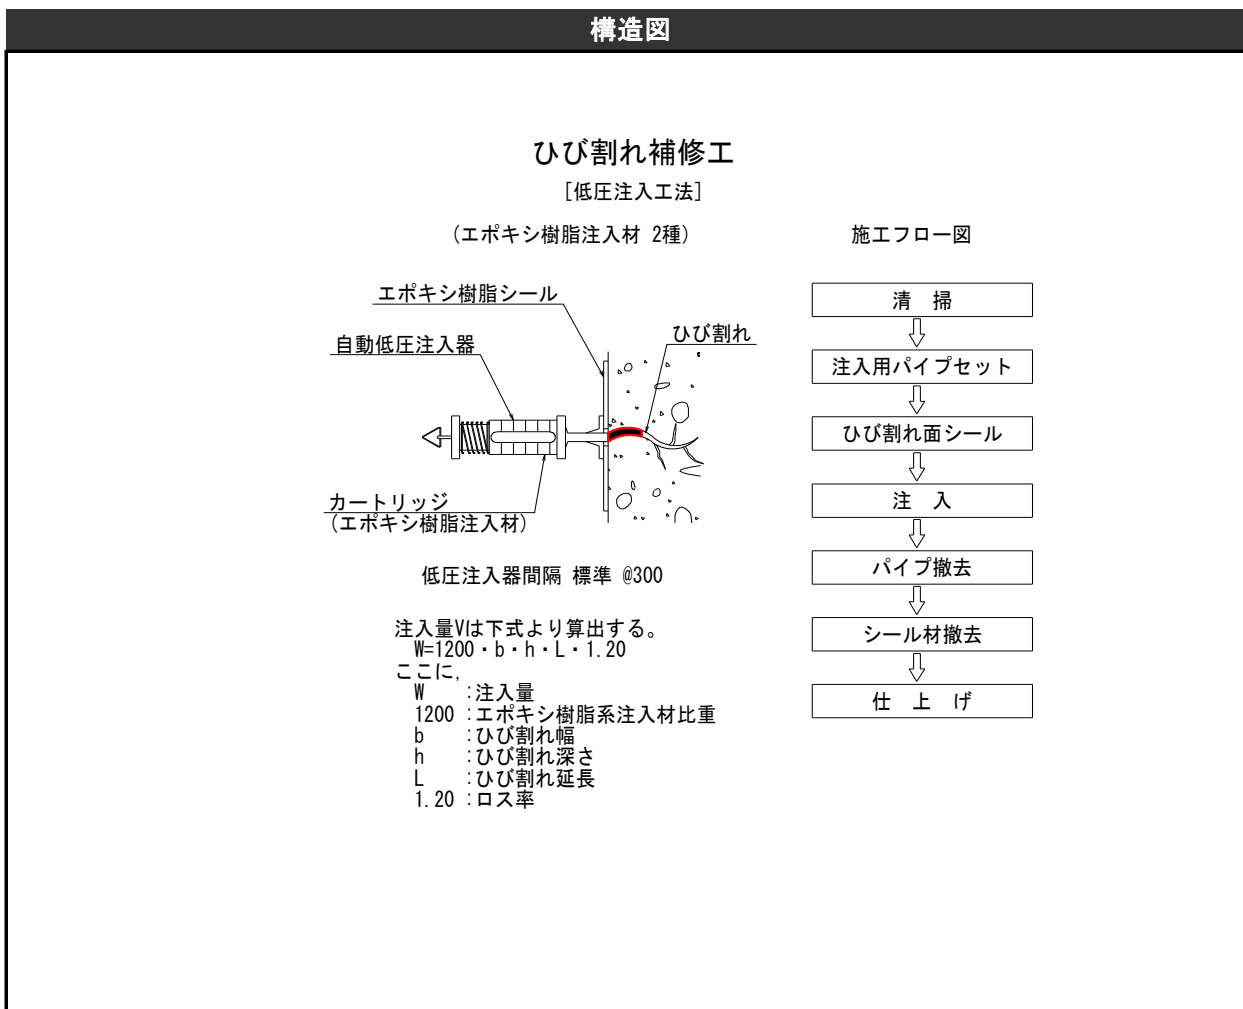 構造図
ひび割れ補修工
[低圧注入工法]
(エポキシ樹脂注入材 2種)
エポキシ樹脂シール
自動低圧注入器
ひび割れ
カートリッジ
(エポキシ樹脂注入材)
低圧注入器間隔 標準 @300
注入量Vは下式より算出する。
W=1200・b・h・L・1.20
ここに,
W :注入量
1200 :エポキシ樹脂系注入材比重
b :ひび割れ幅
h :ひび割れ深さ
L :ひび割れ延長
1.20 :ロス率
施工フロー図
清 掃
注入用パイプセット
ひび割れ面シール
注 入
パイプ撤去
シール材撤去
仕 上 げ